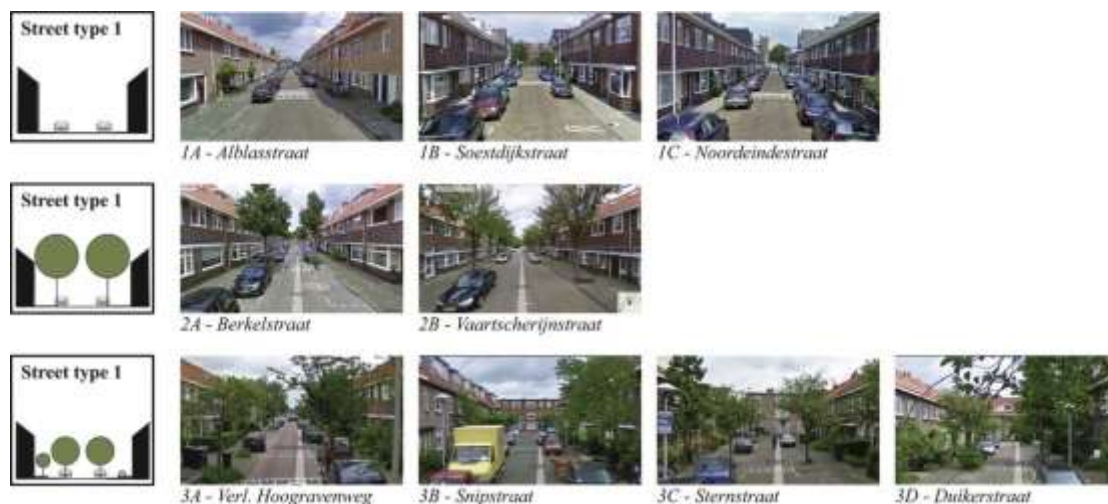 Street type 1
1A - Alblasstraat
1B - Soestdijkstraat
1C - Noordeindestraat
Street type 1
2A - Berkelstraat
2B - Vaartscherijnstraat
Street type 1
3A - Verl. Hoogravenweg
3B - Snipstraat
3C - Sternstraat
3D - Duikerstraat